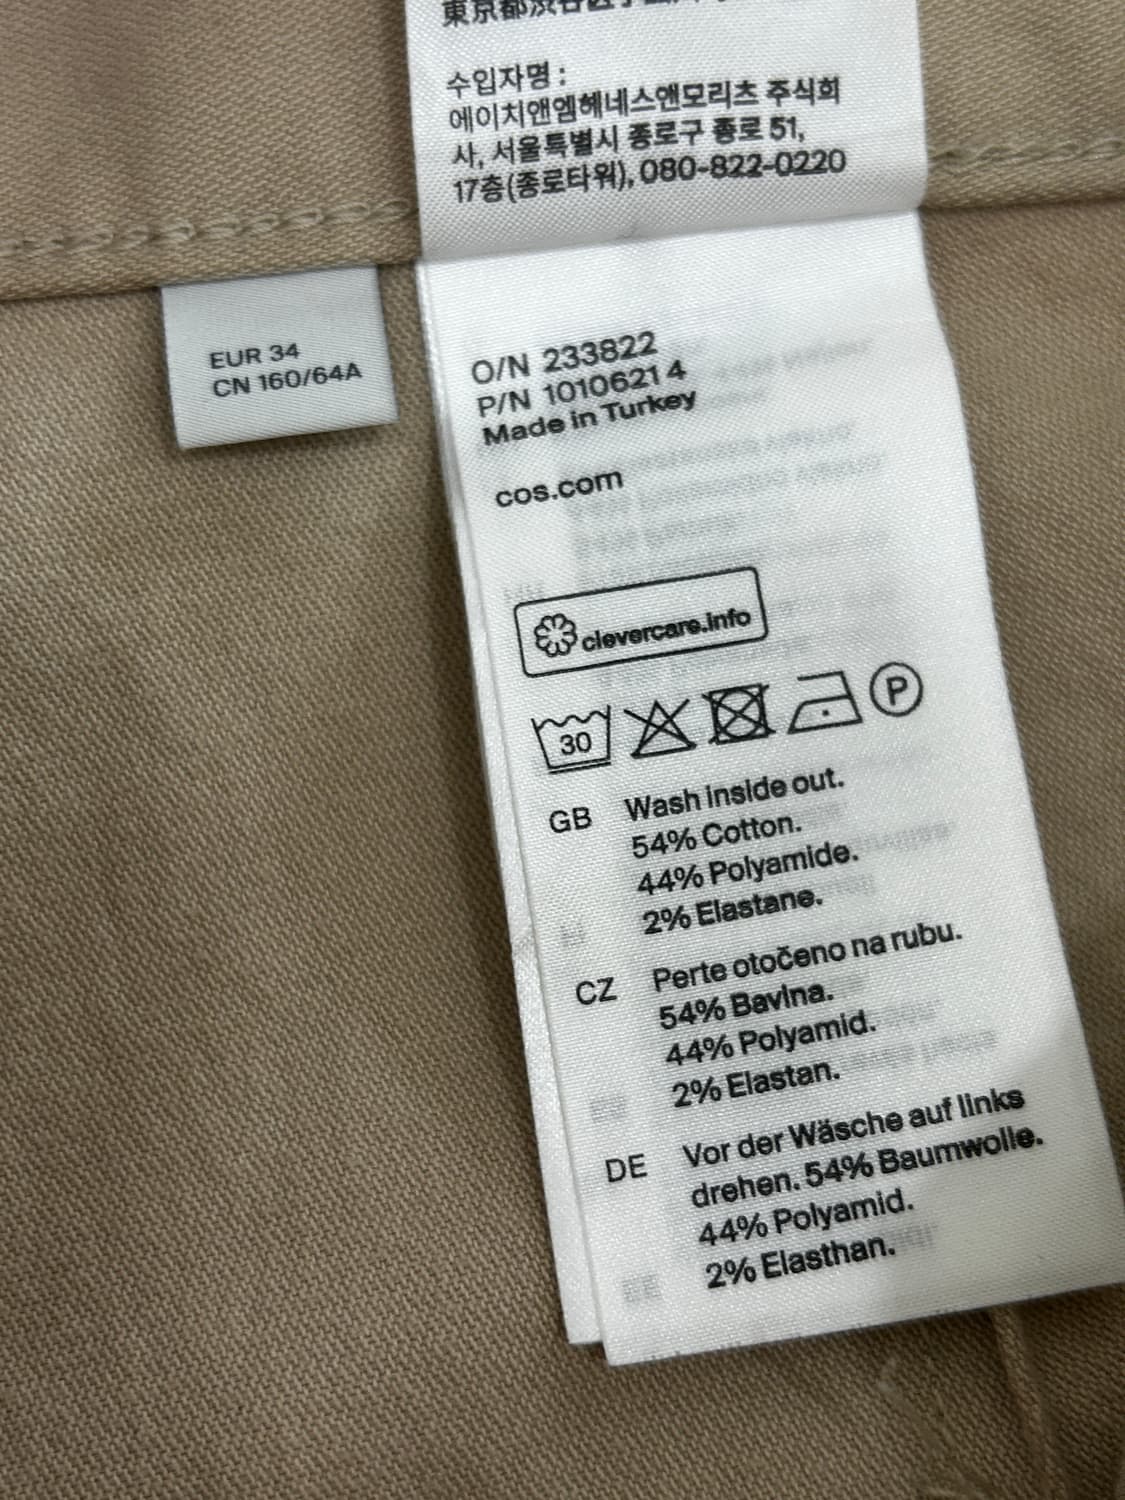 수입자명 :
에이치앤엠헤네스앤모리츠 주식회
사, 서울특별시 종로구 종로 51,
17층(종로타워), 080-822-0220
EUR 34
CN 160/64A
O/N 233822
P/N 1010621 4
Made in Turkey
cos.com
clevercare.info
30
P
GB Wash inside out.
54% Cotton.
44% Polyamide.
2% Elastane.
CZ Perte otočeno na rubu.
54% Bavlna.
44% Polyamid.
2% Elastan.
DE Vor der Wäsche auf links
drehen. 54% Baumwolle.
44% Polyamid.
2% Elasthan.